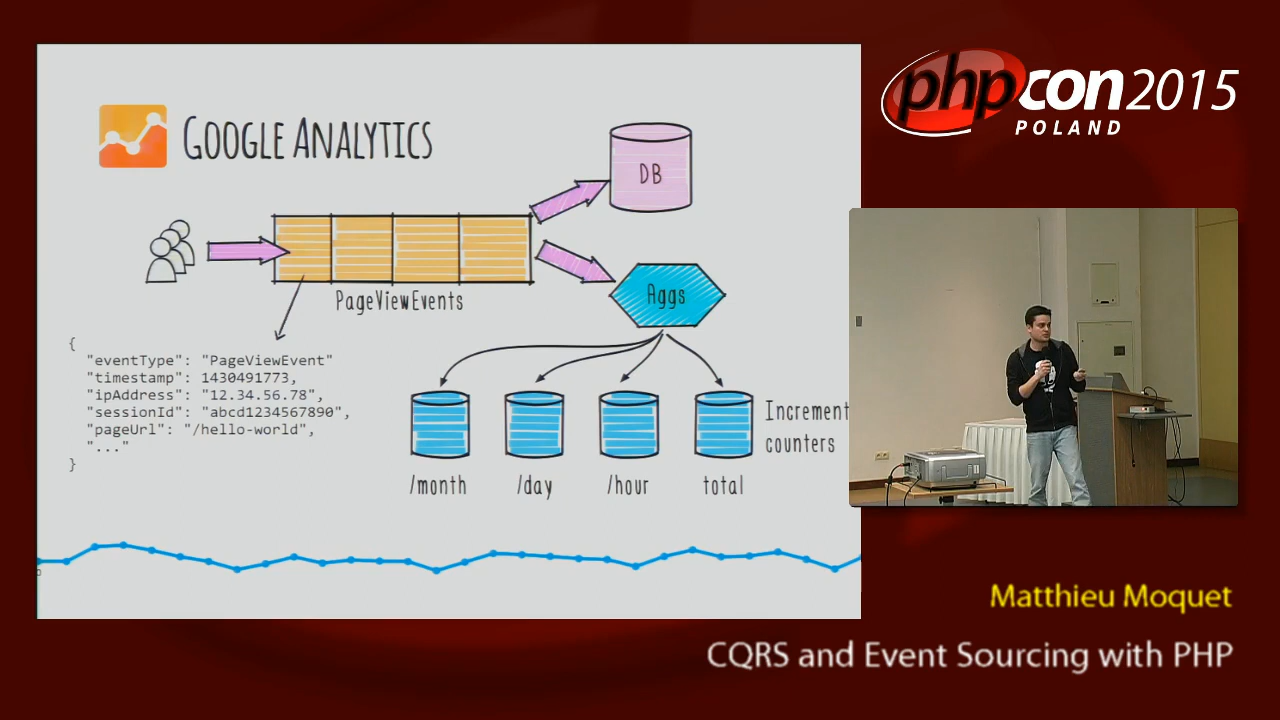 GOOGLE ANALYTICS
DB
PageViewEvents
Aggs
{
"eventType": "PageViewEvent"
"timestamp": 1430491773,
"ipAddress": "12.34.56.78",
"sessionId": "abcd1234567890",
"pageUrl": "/hello-world",
"..."
}
Increment
counters
/month
/day
/hour
total
phpcon 2015
POLAND
Matthieu Moquet
CQRS and Event Sourcing with PHP